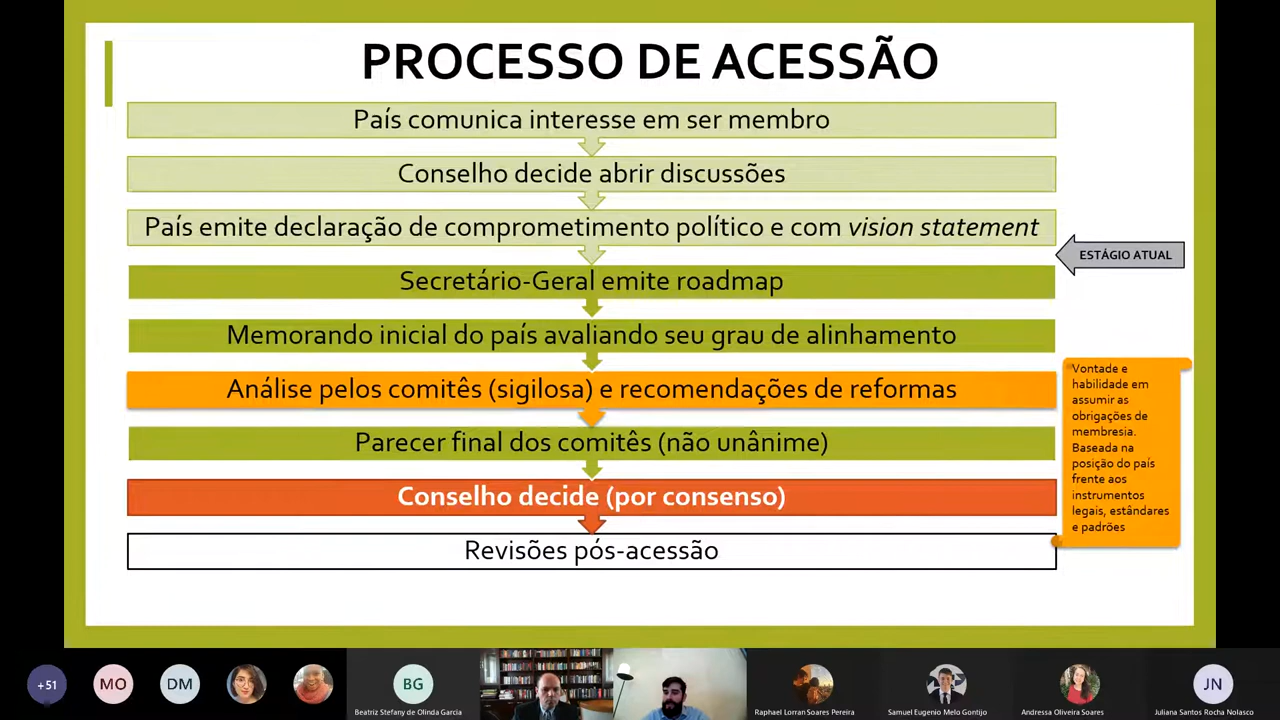 PROCESSO DE ACESSÃO
País comunica interesse em ser membro
Conselho decide abrir discussões
País emite declaração de comprometimento político e com vision statement
ESTÁGIO ATUAL
Secretário-Geral emite roadmap
Memorando inicial do país avaliando seu grau de alinhamento
Análise pelos comitês (sigilosa) e recomendações de reformas
Parecer final dos comitês (não unânime)
Conselho decide (por consenso)
Revisões pós-acessão
Vontade e
habilidade em
assumir as
obrigações de
membresia.
Baseada na
posição do país
frente aos
instrumentos
legais, estândares
e padrões
+51
MO
DM
BG
Beatriz Stefany de Olinda Garcia
Raphael Lorran Soares Pereira
Samuel Eugenio Melo Gontijo
Andressa Oliveira Soares
JN
Juliana Santos Rocha Nolasco